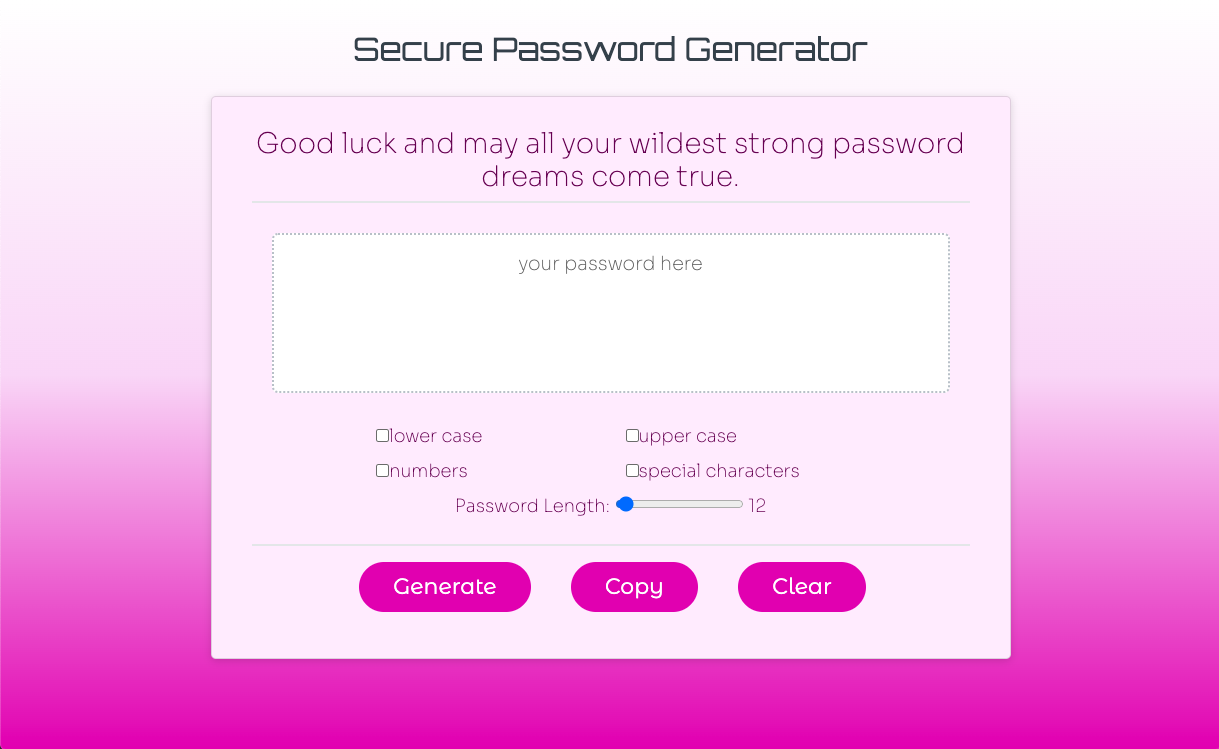 Secure Password Generator
Good luck and may all your wildest strong password
dreams come true.
your password here
lower case
upper case
numbers
special characters
Password Length: 12
Generate
Copy
Clear